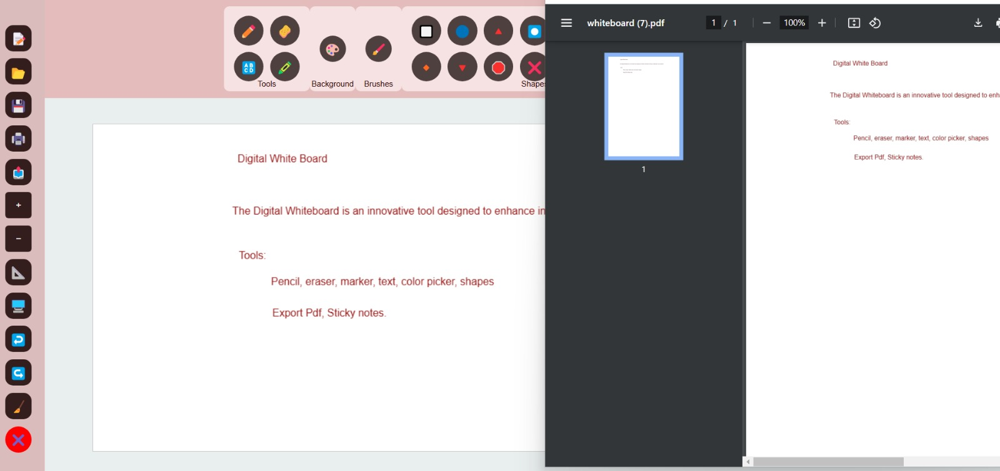 Tools
Background
Brushes
Shapes
Digital White Board
The Digital Whiteboard is an innovative tool designed to enhance in
Tools:
Pencil, eraser, marker, text, color picker, shapes
Export Pdf, Sticky notes.
whiteboard (7).pdf
1 / 1
100%
1
Digital White Board
The Digital Whiteboard is an innovative tool designed to enh
Tools:
Pencil, eraser, marker, text, color picker, shapes
Export Pdf, Sticky notes.